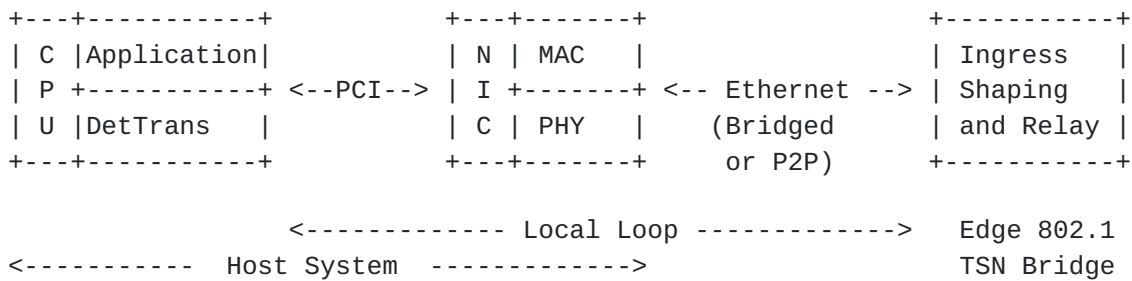 +---+-----------+            +---+-------+                    +-----------+
| C |Application|            | N | MAC   |                    | Ingress   |
| P +-----------+ <--PCI--> | I +-------+ <-- Ethernet --> | Shaping   |
| U |DetTrans   |            | C | PHY   |    (Bridged        | and Relay |
+---+-----------+            +---+-------+     or P2P)        +-----------+
<------------- Local Loop -------------> Edge 802.1
<----------- Host System -------------> TSN Bridge